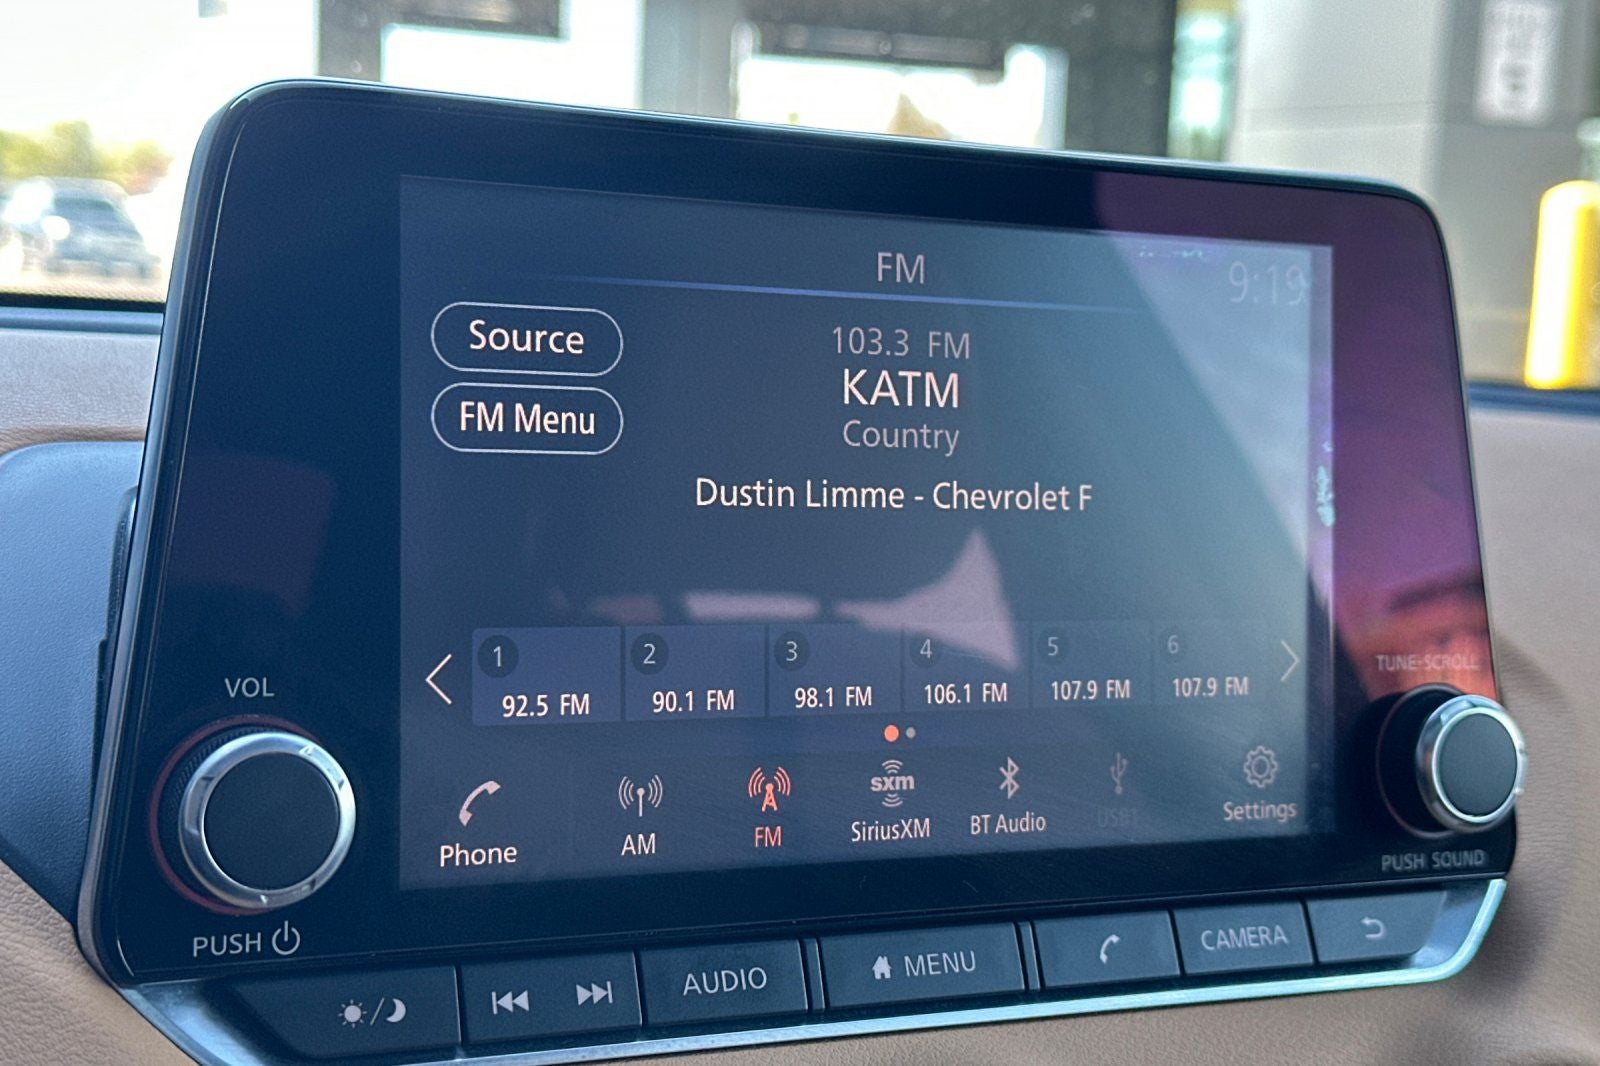 FM
9:19
Source
FM Menu
103.3 FM
KATM
Country
Dustin Limme - Chevrolet F
1
92.5 FM
2
90.1 FM
3
98.1 FM
4
106.1 FM
5
107.9 FM
6
107.9 FM
Phone
AM
FM
sxm
SiriusXM
BT Audio
USB1
Settings
VOL
PUSH
TUNE·SCROLL
PUSH SOUND
AUDIO
MENU
CAMERA